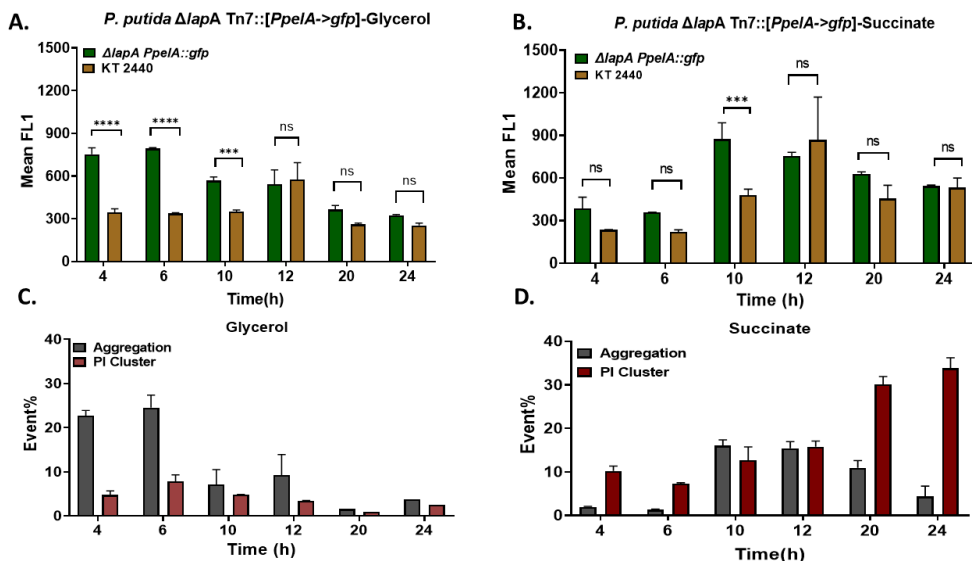 A.
P. putida ΔlapA Tn7::[PpelA->gfp]-Glycerol
ΔlapA PpelA::gfp
KT 2440
Mean FL1
1500
1200
900
600
300
0
****
****
***
ns
ns
ns
4 6 10 12 20 24
Time(h)
B.
P. putida ΔlapA Tn7::[PpelA->gfp]-Succinate
ΔlapA PpelA::gfp
KT 2440
Mean FL1
1500
1200
900
600
300
0
ns
ns
***
ns
ns
ns
4 6 10 12 20 24
Time (h)
C.
Glycerol
Aggregation
PI Cluster
Event%
40
30
20
10
0
4 6 10 12 20 24
Time (h)
D.
Succinate
Aggregation
PI Cluster
Event%
40
30
20
10
0
4 6 10 12 20 24
Time(h)